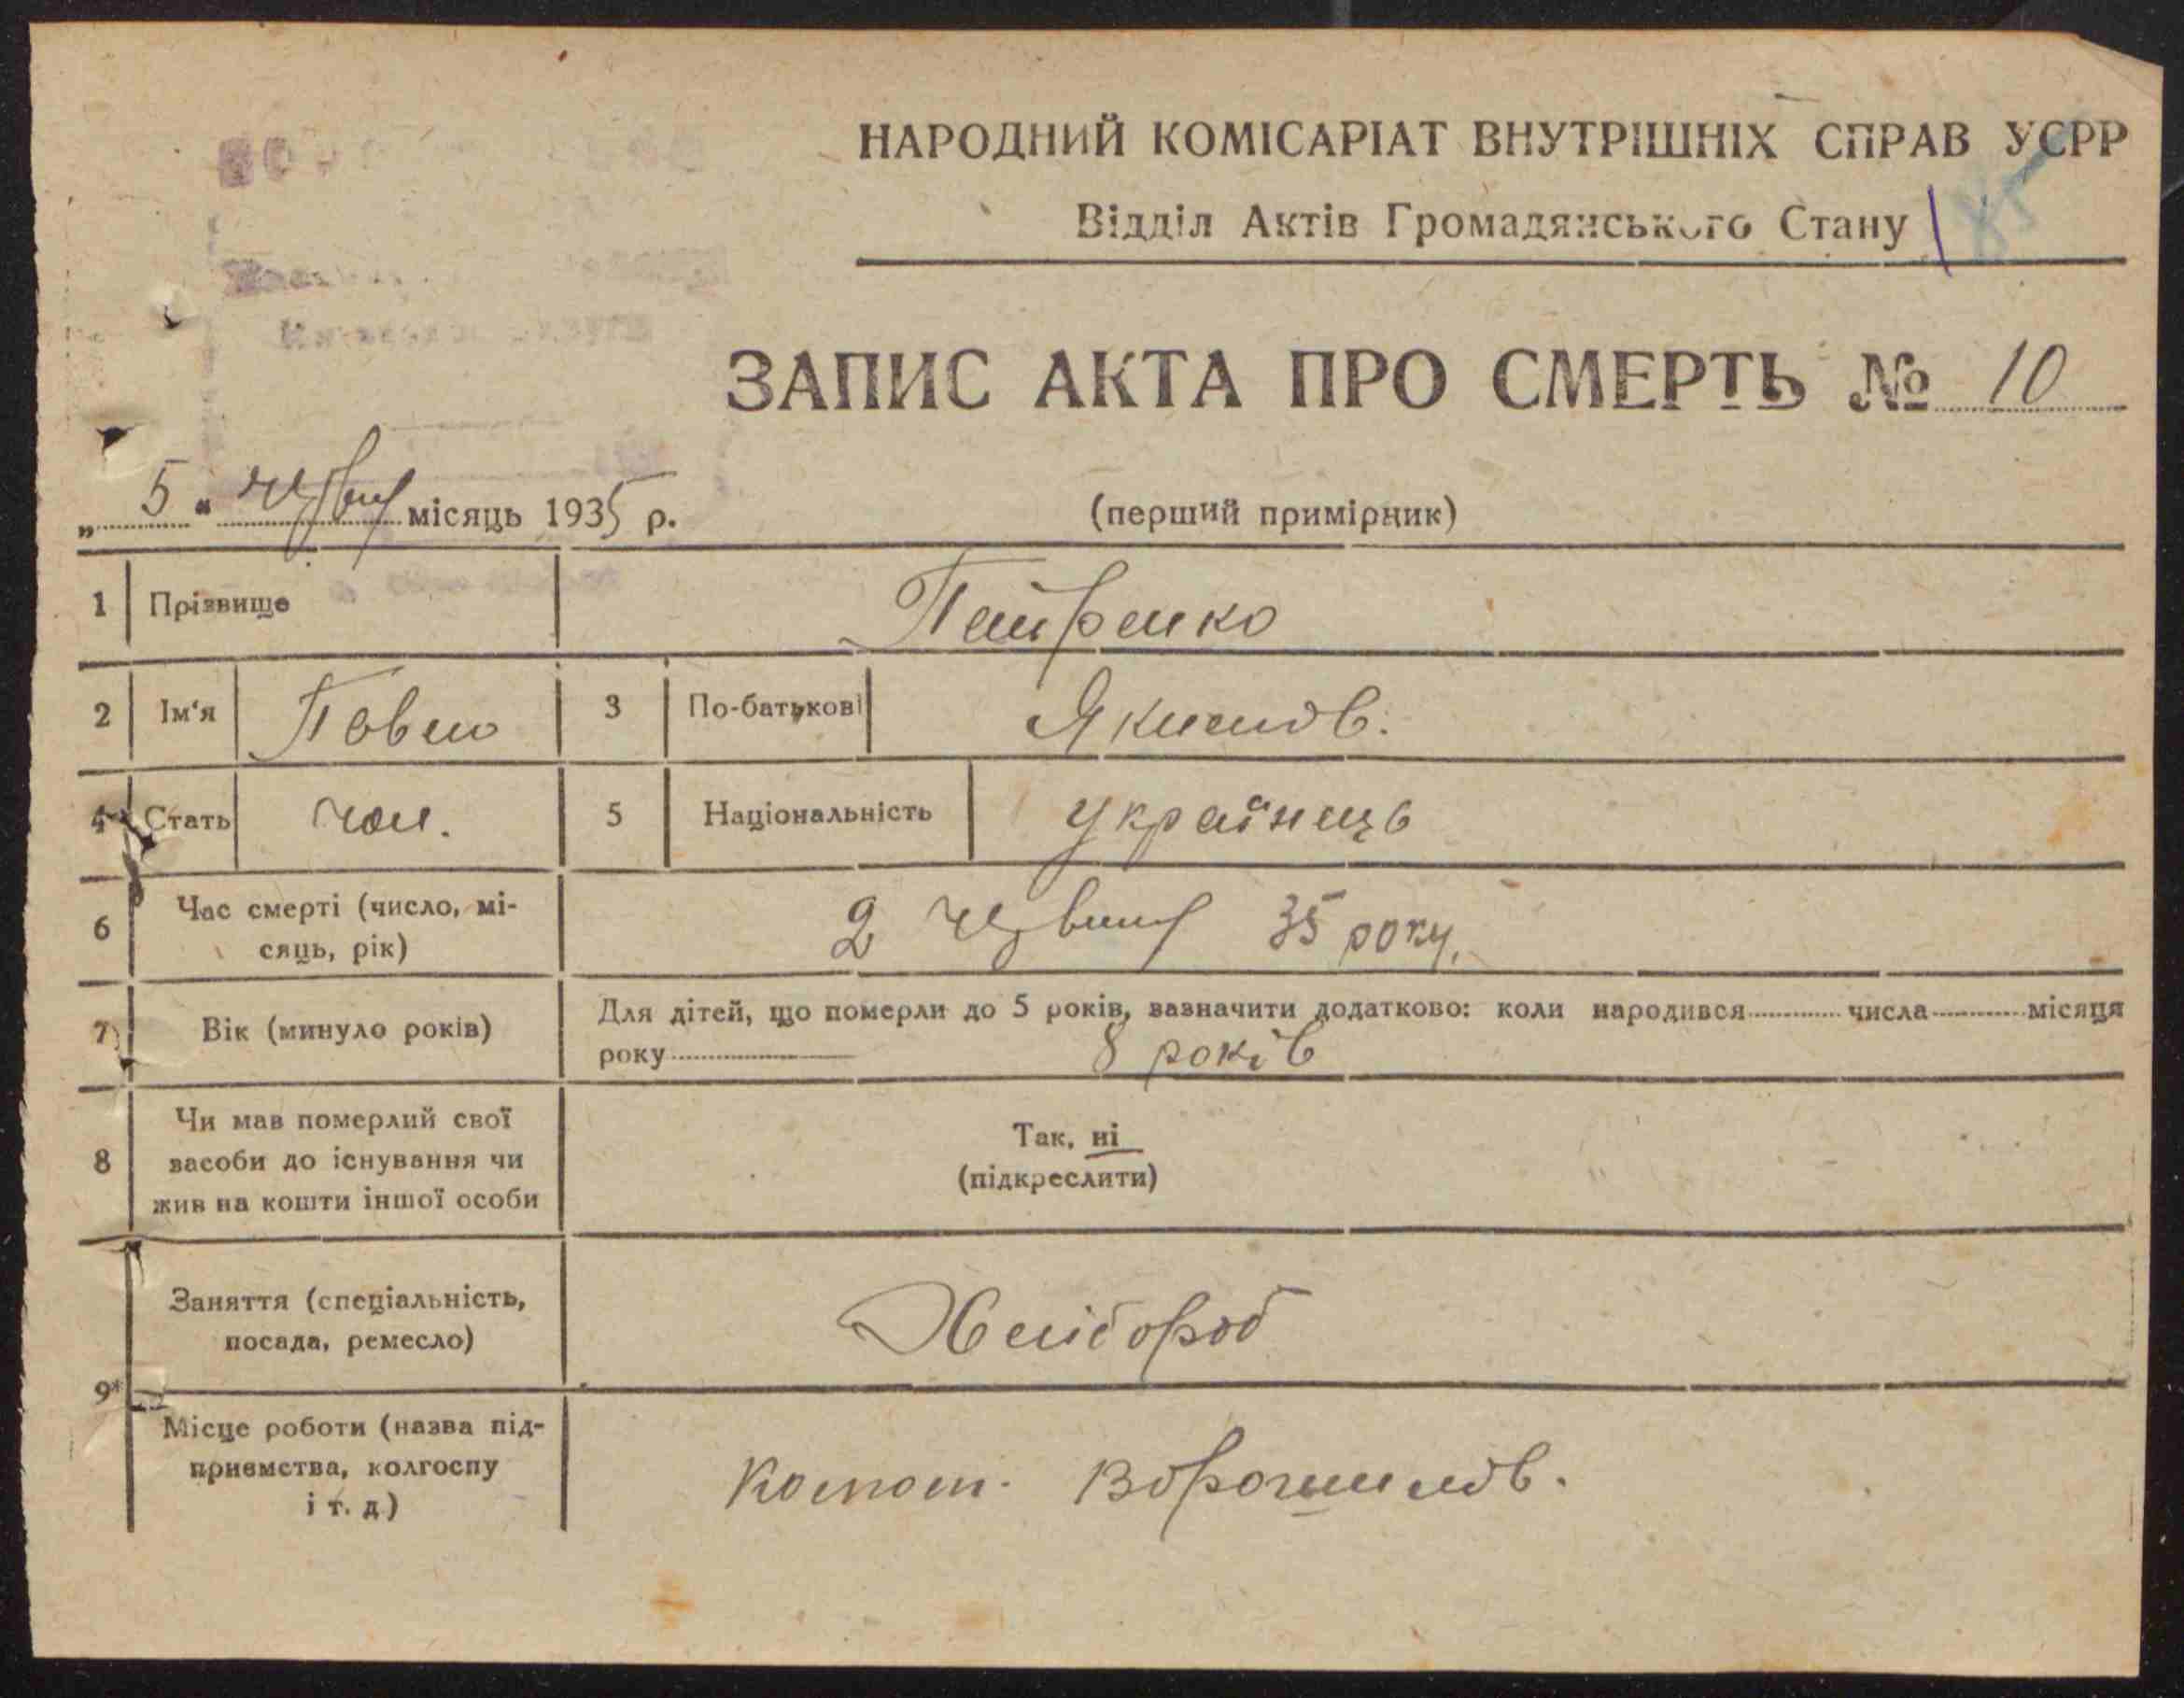 НАРОДНИЙ КОМІСАРІАТ ВНУТРІШНІХ СПРАВ УСРР
Відділ Актів Громадянського Стану
ЗАПИС АКТА ПРО СМЕРТЬ № 10
„ 5 “ червня місяць 1935 р.
(перший примірник)
1 Прізвище
2 Ім'я Павло 3 По-батькові Якимов.
4 Стать чол. 5 Національність українець
6 Час смерті (число, мі-
сяць, рік)
2 червня 35 року.
7 Вік (минуло років)
Для дітей, що померли до 5 років, зазначити додатково: коли народився числа місяця
року 8 років
8 Чи мав померлий свої
засоби до існування чи
жив на кошти іншої особи
Так, ні
(підкреслити)
Заняття (спеціальність,
посада, ремесло)
Хлібороб
9*
Місце роботи (назва під-
приємства, колгоспу
і т. д)
Ворошилов.